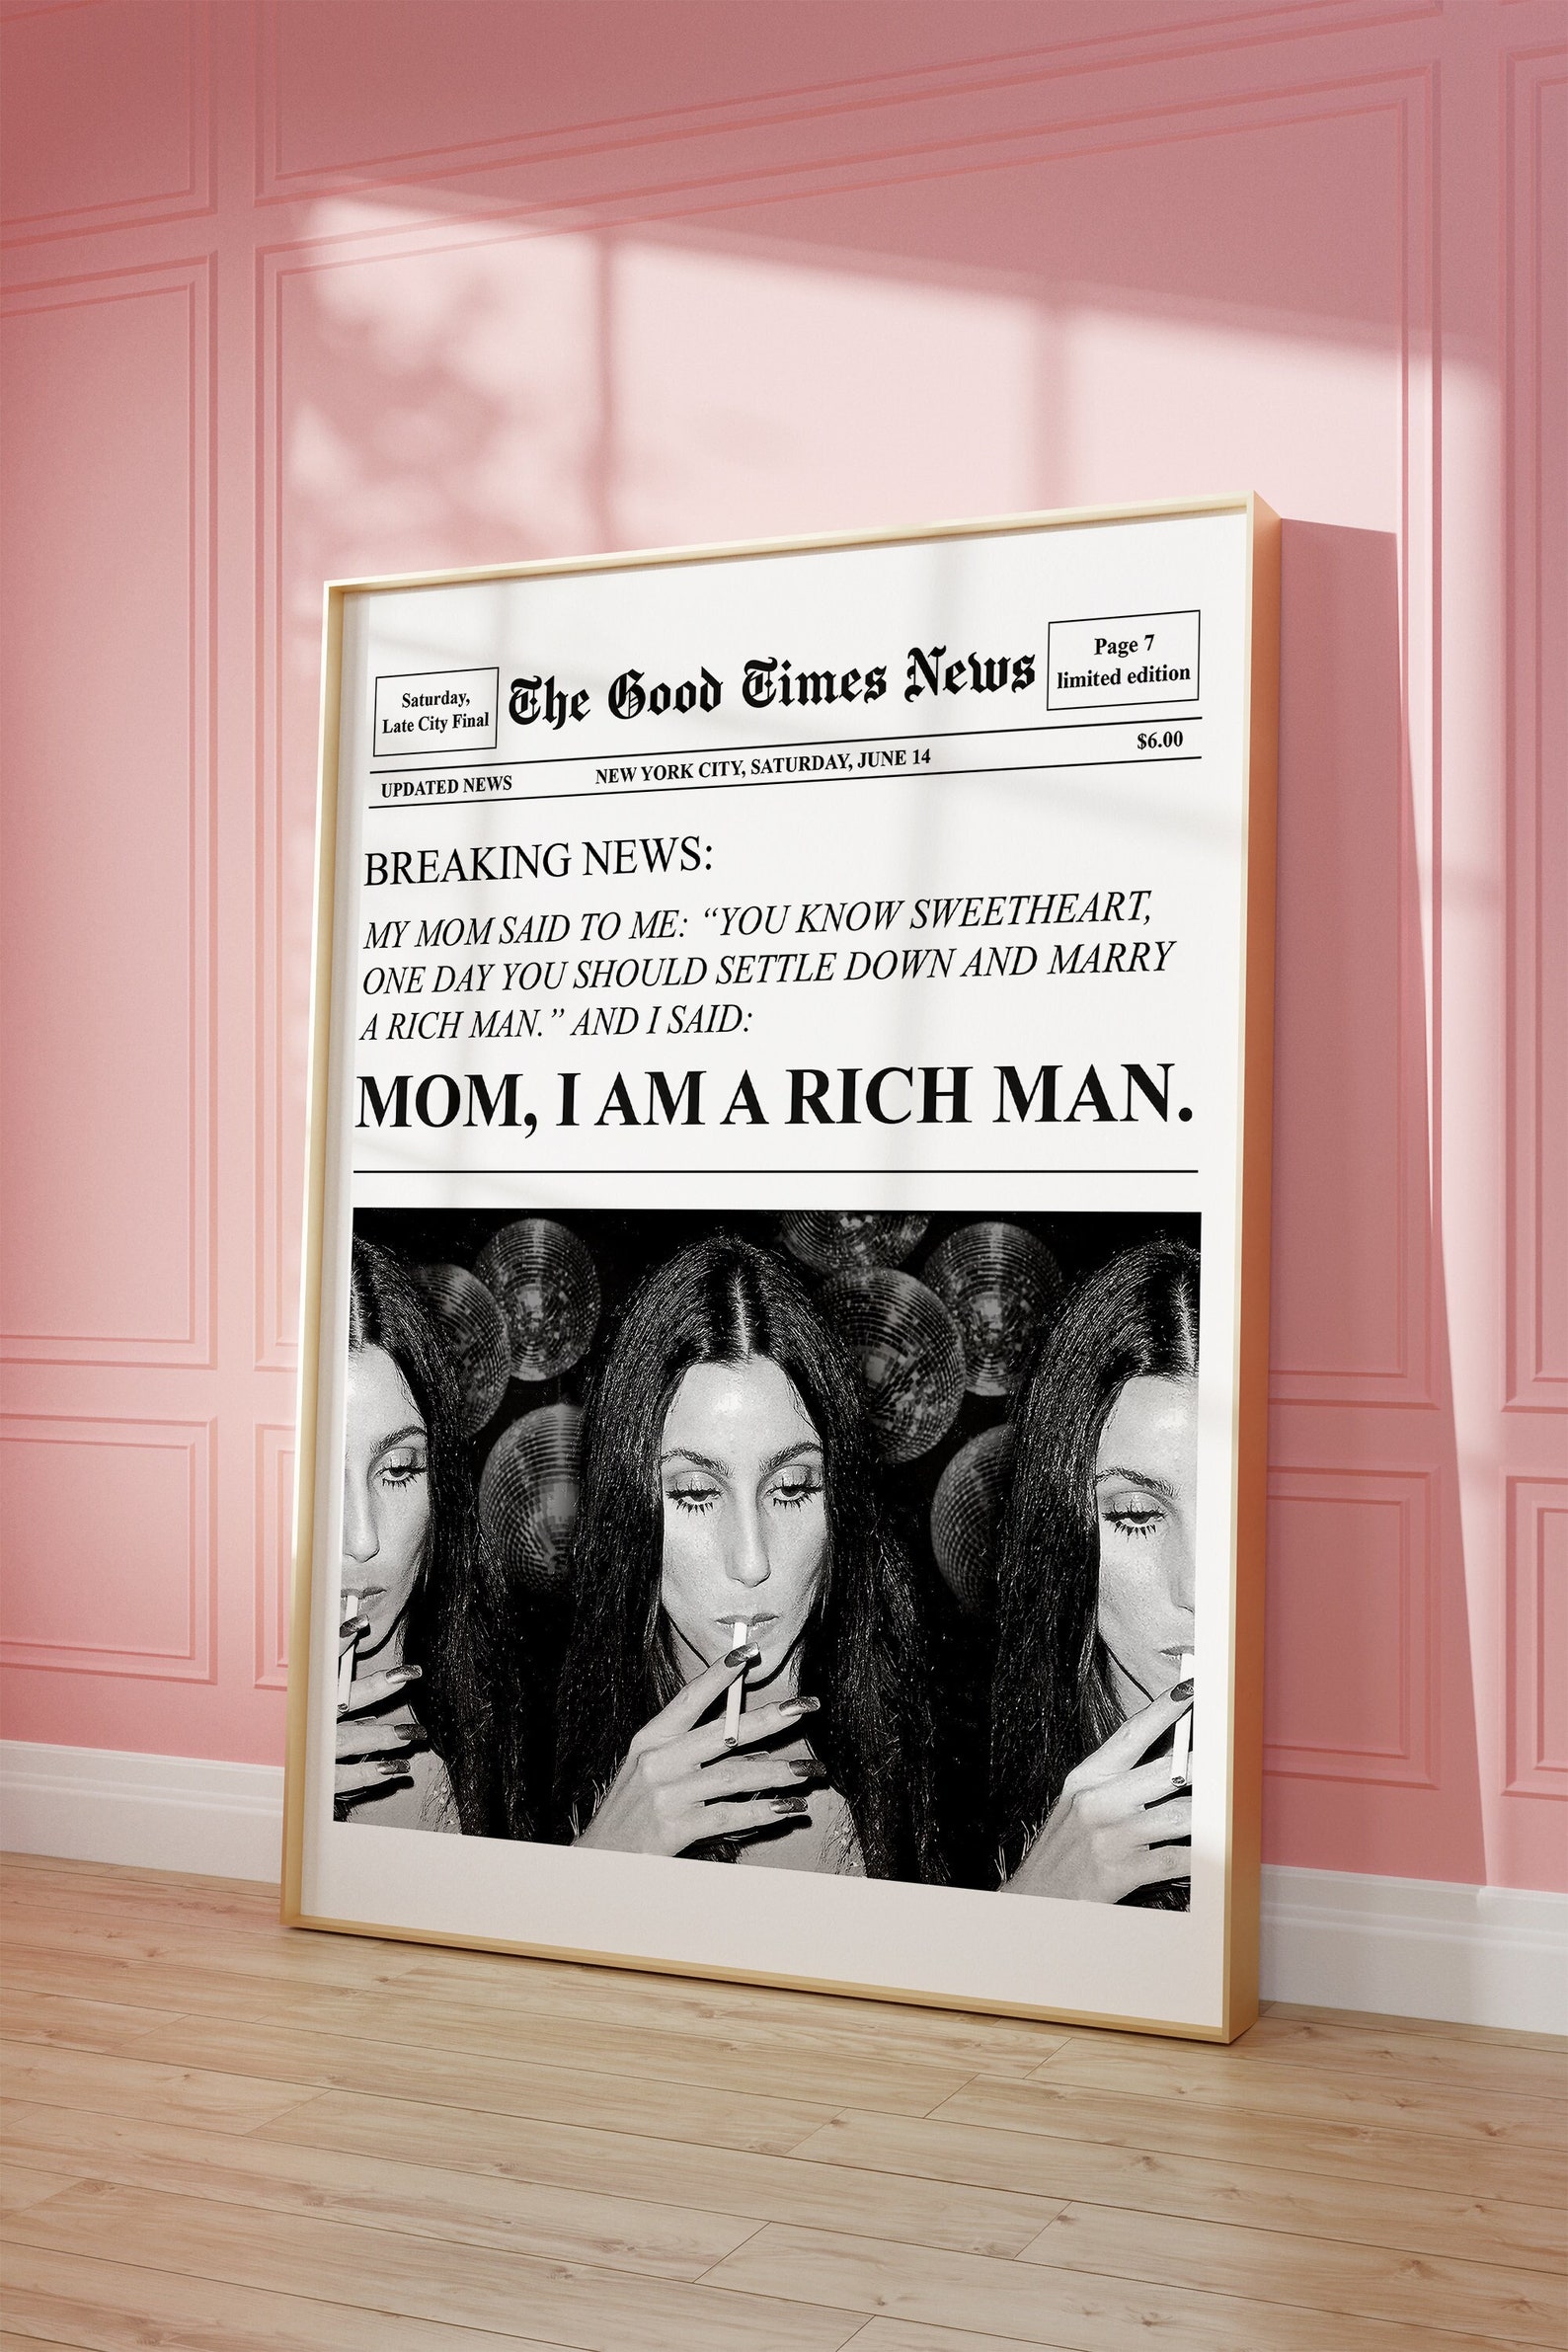 Saturday,
Late City Final
The Good Times News
Page 7
limited edition
UPDATED NEWS
NEW YORK CITY, SATURDAY, JUNE 14
$6.00
BREAKING NEWS:
MY MOM SAID TO ME: “YOU KNOW SWEETHEART,
ONE DAY YOU SHOULD SETTLE DOWN AND MARRY
A RICH MAN.” AND I SAID:
MOM, I AM A RICH MAN.